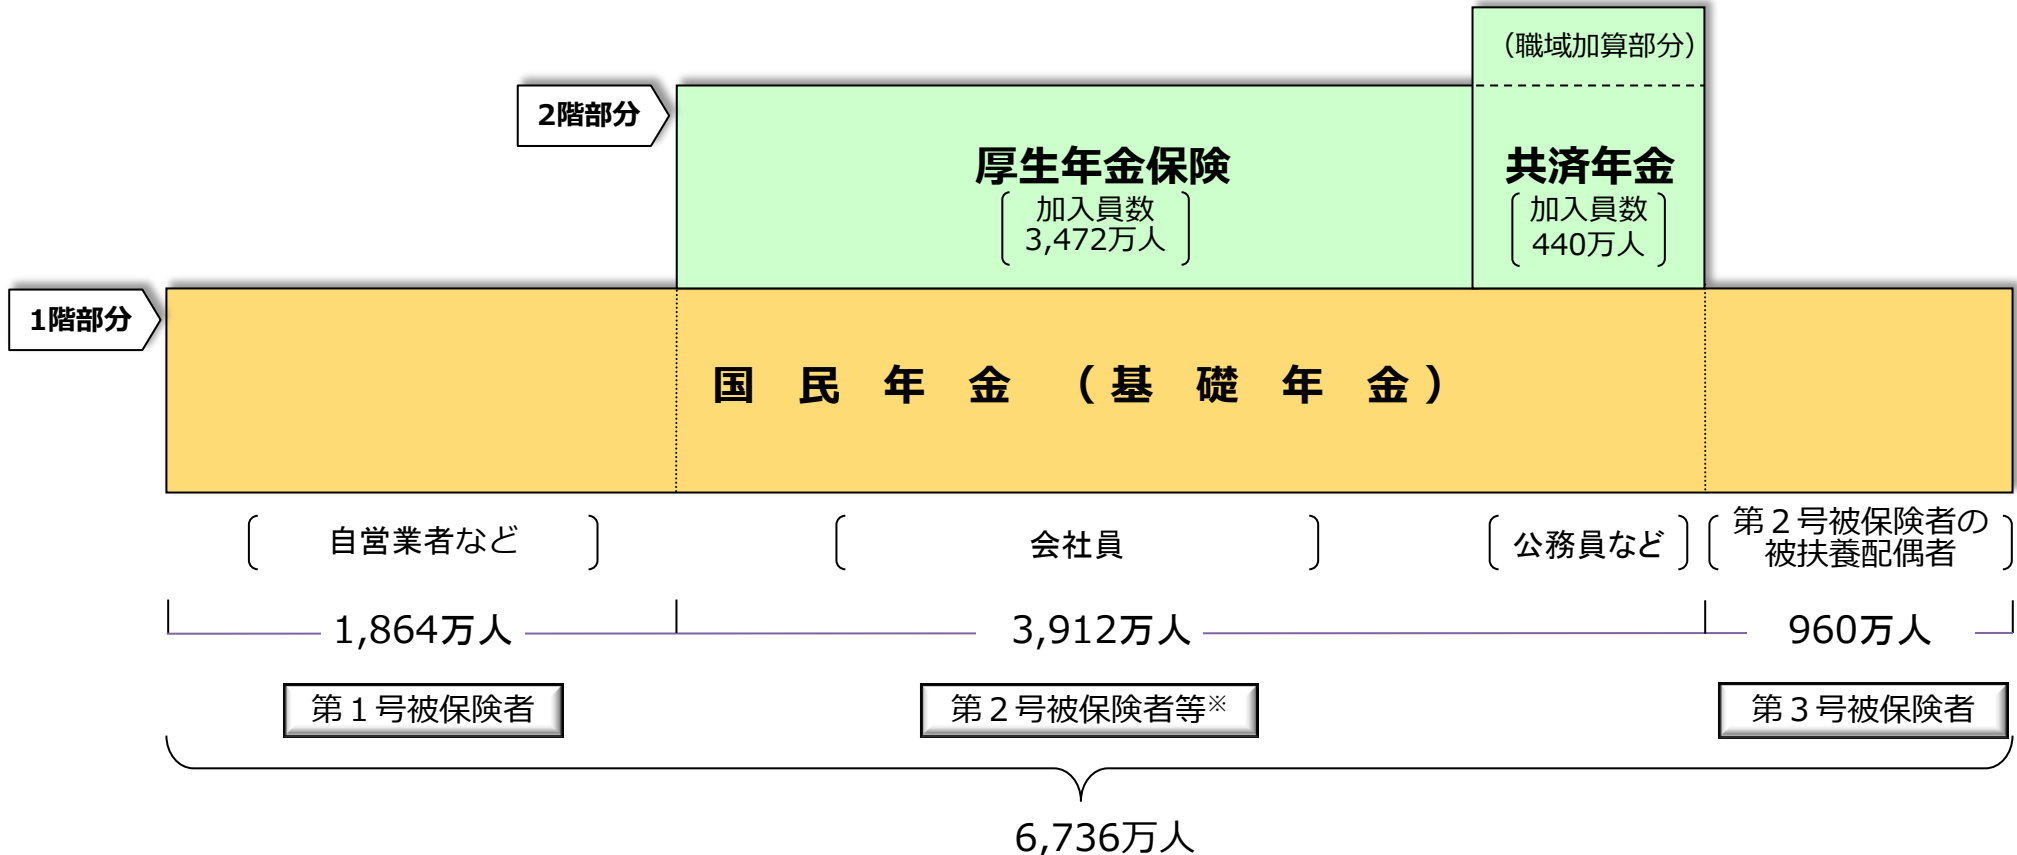 （職域加算部分）
2階部分
厚生年金保険
加入員数
3,472万人
共済年金
加入員数
440万人
1階部分
国民年金（基礎年金）
自営業者など
会社員
公務員など
第２号被保険者の
被扶養配偶者
1,864万人
3,912万人
960万人
第１号被保険者
第２号被保険者等※
第３号被保険者
6,736万人